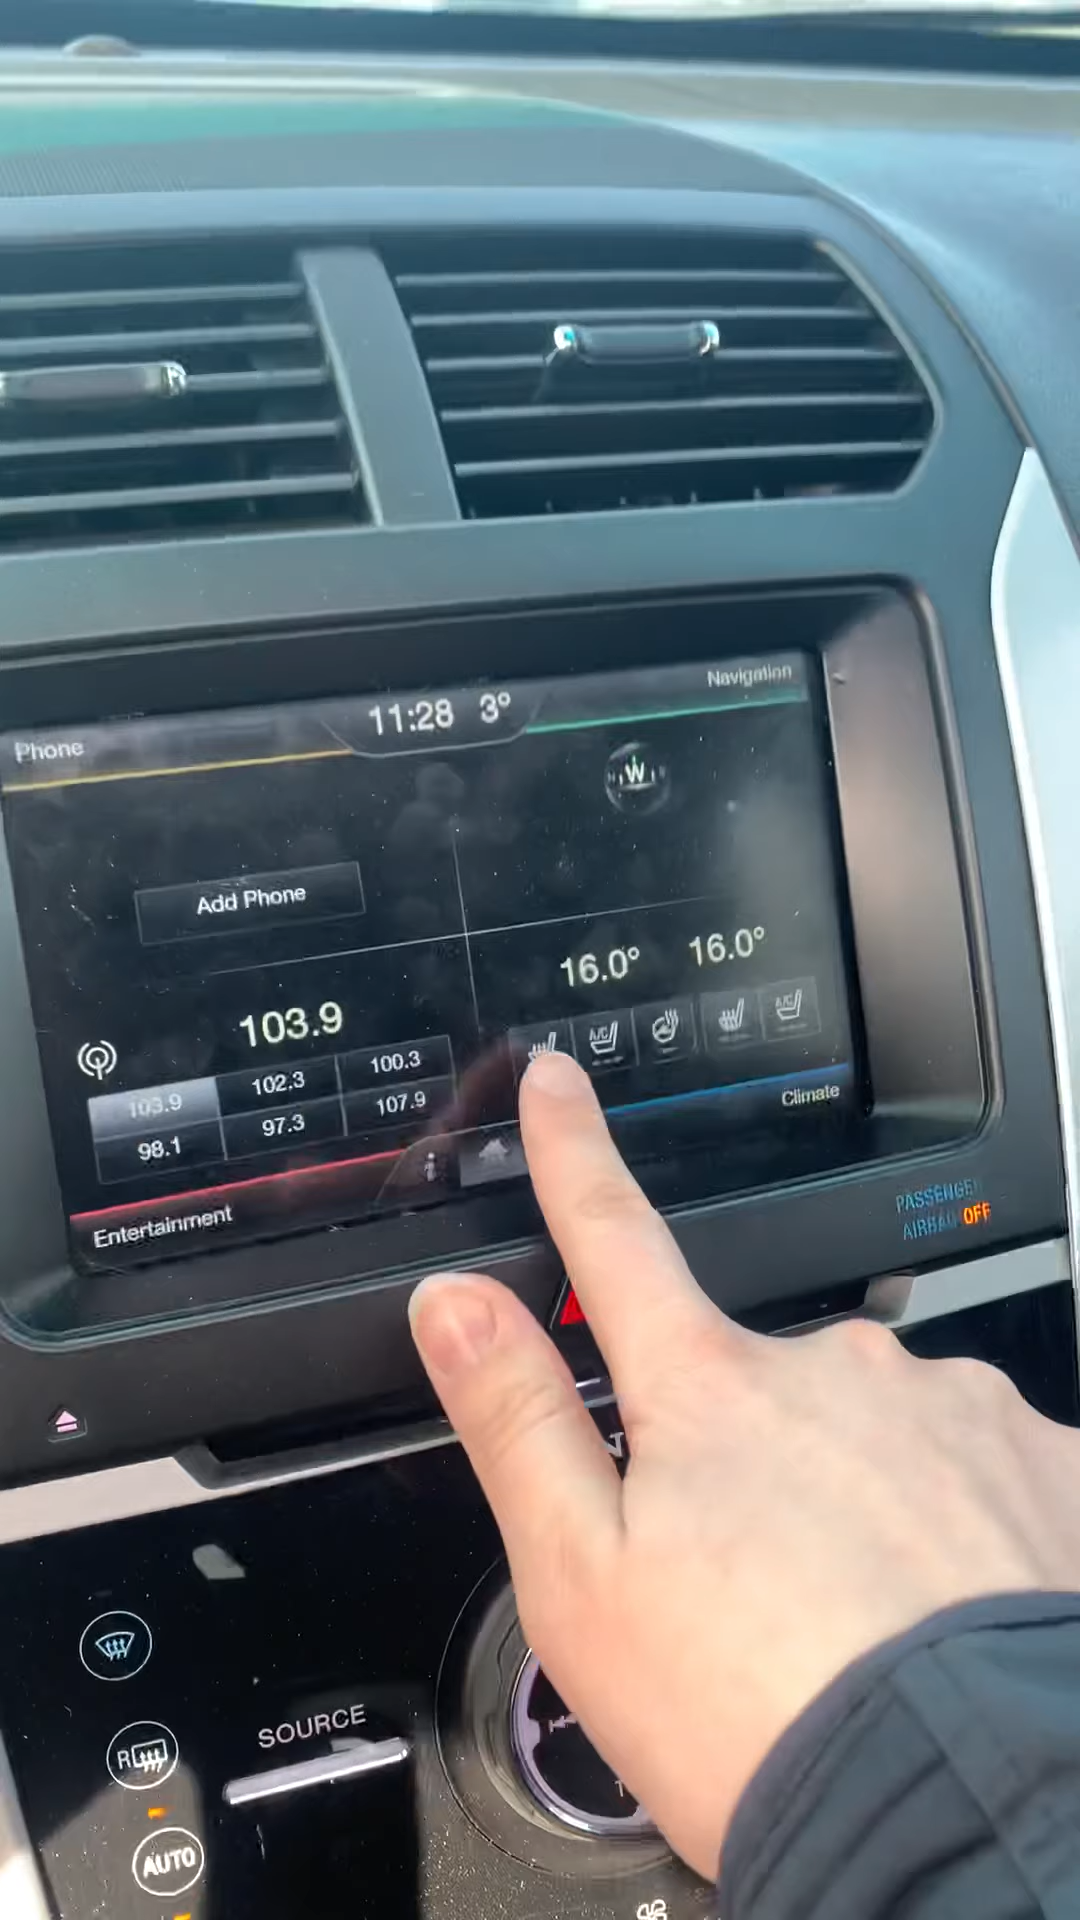 Navigation
11:28 3°
Phone
W
Add Phone
16.0° 16.0°
103.9
A/C
A/C
103.9 102.3 100.3
98.1 97.3 107.9
Climate
Entertainment
PASSENGER
AIRBAG OFF
SOURCE
R
AUTO